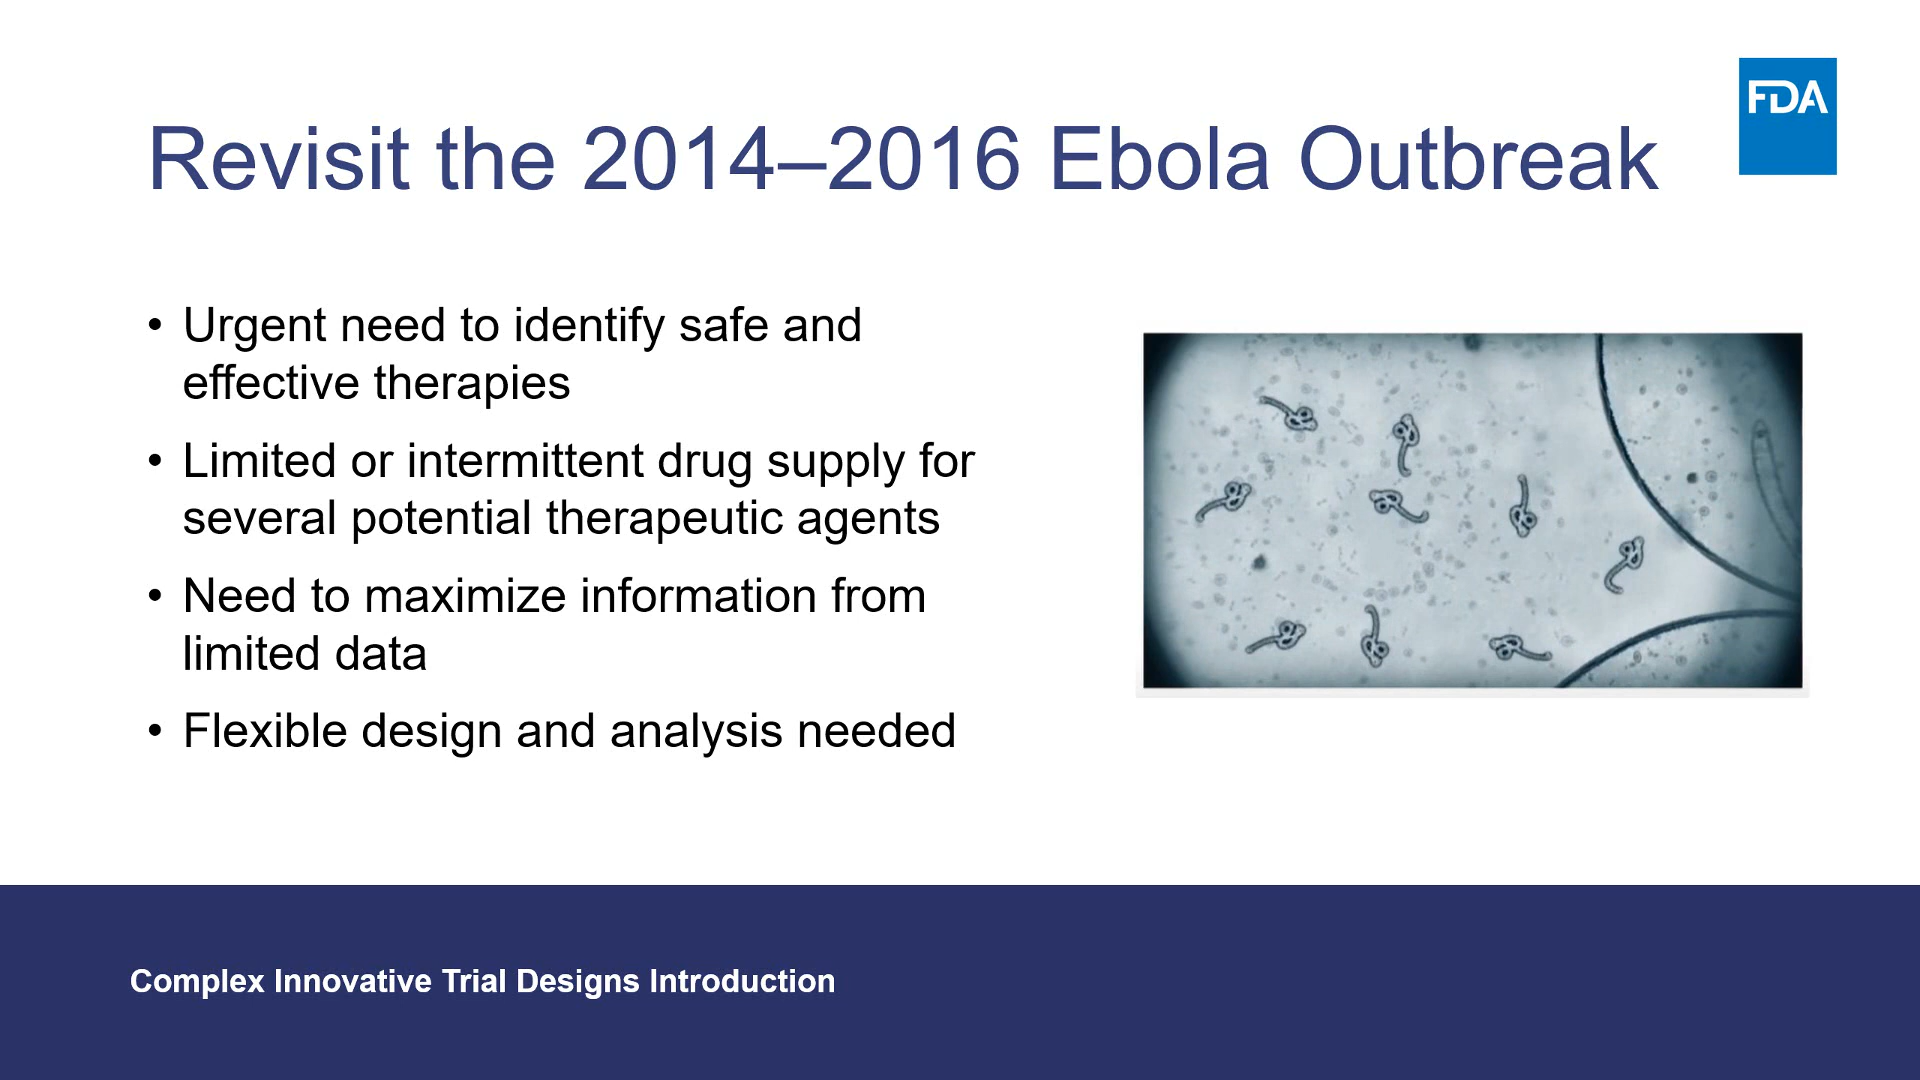 FDA
Revisit the 2014–2016 Ebola Outbreak
• Urgent need to identify safe and
effective therapies
• Limited or intermittent drug supply for
several potential therapeutic agents
• Need to maximize information from
limited data
• Flexible design and analysis needed
Complex Innovative Trial Designs Introduction